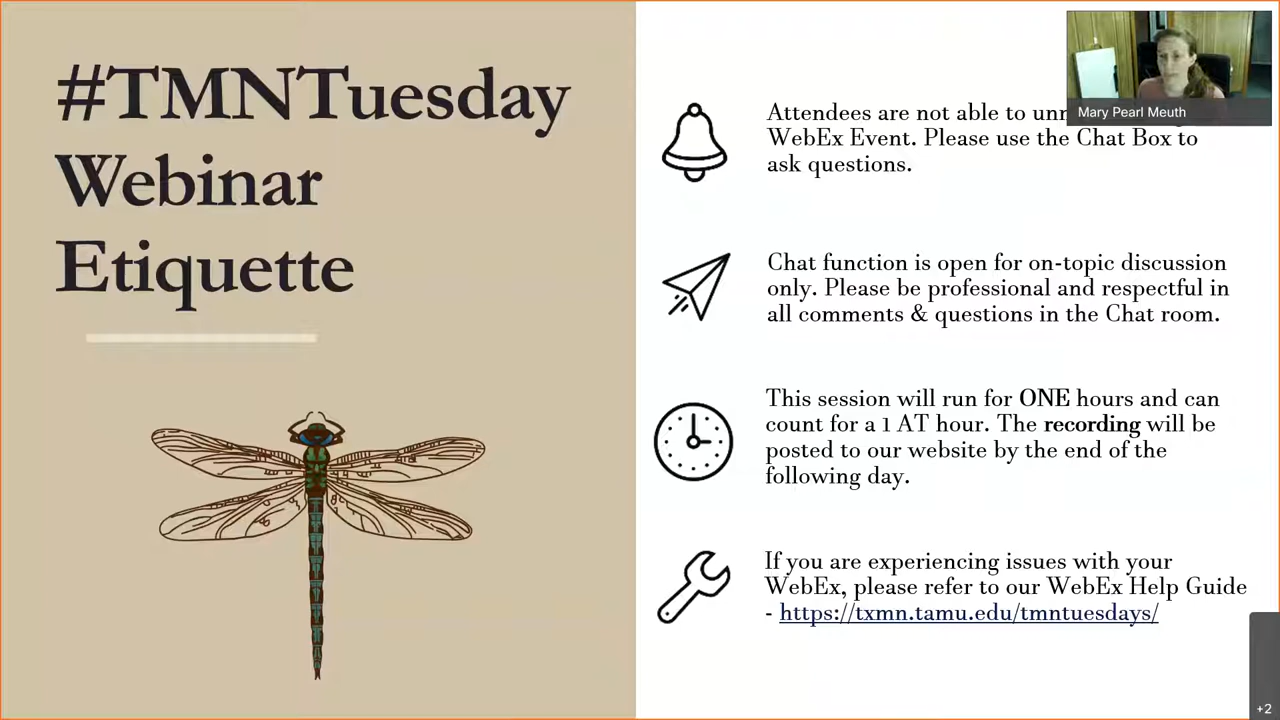 #TMNTuesday
Webinar
Etiquette
Mary Pearl Meuth
Attendees are not able to
WebEx Event. Please use the Chat Box to
ask questions.
Chat function is open for on-topic discussion
only. Please be professional and respectful in
all comments & questions in the Chat room.
This session will run for ONE hours and can
count for a 1 AT hour. The recording will be
posted to our website by the end of the
following day.
If you are experiencing issues with your
WebEx, please refer to our WebEx Help Guide
- https://txmn.tamu.edu/tmntuesdays/
+2